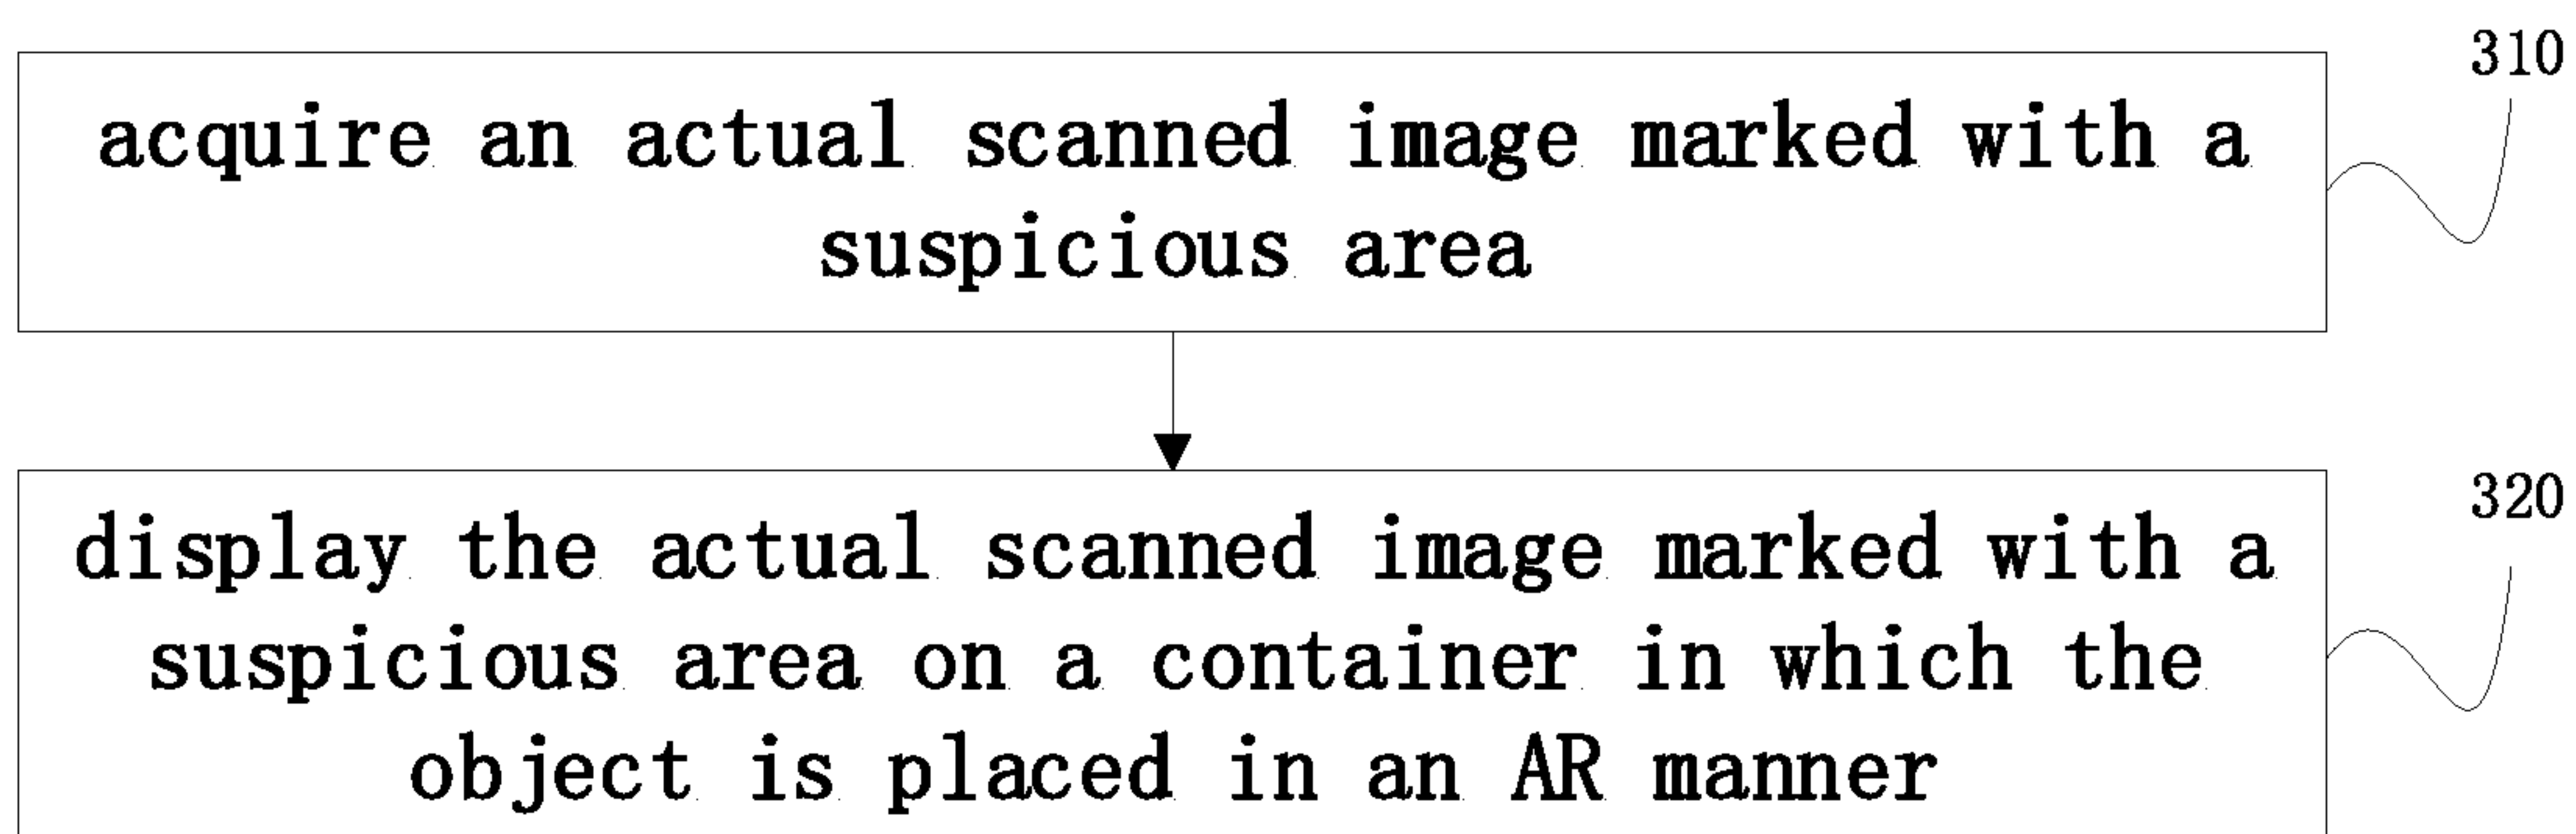 310
acquire an actual scanned image marked with a
suspicious area
320
display the actual scanned image marked with a
suspicious area on a container in which the
object is placed in an AR manner